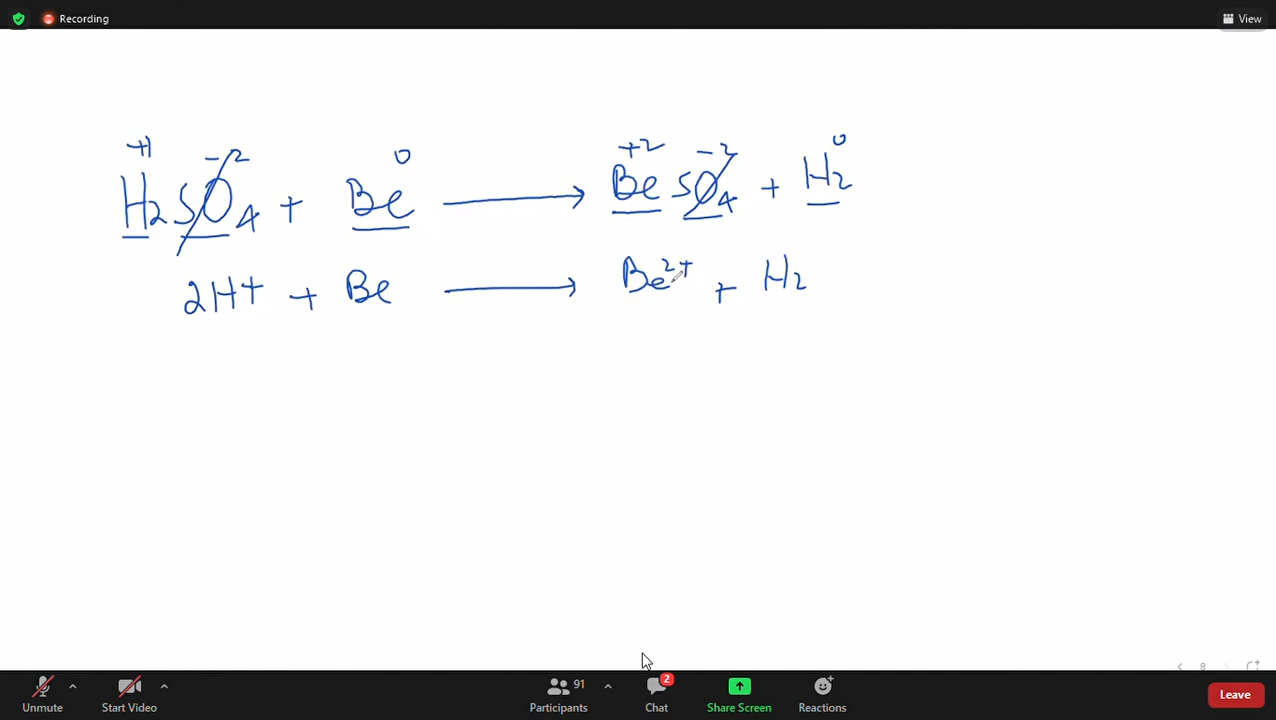 Recording
View
+1 -2 0 +2 -2 0
H2SO4 + Be ⟶ BeSO4 + H2
2H+ + Be ⟶ Be2+ + H2
8
91
2
Unmute Start Video Participants Chat Share Screen Reactions Leave